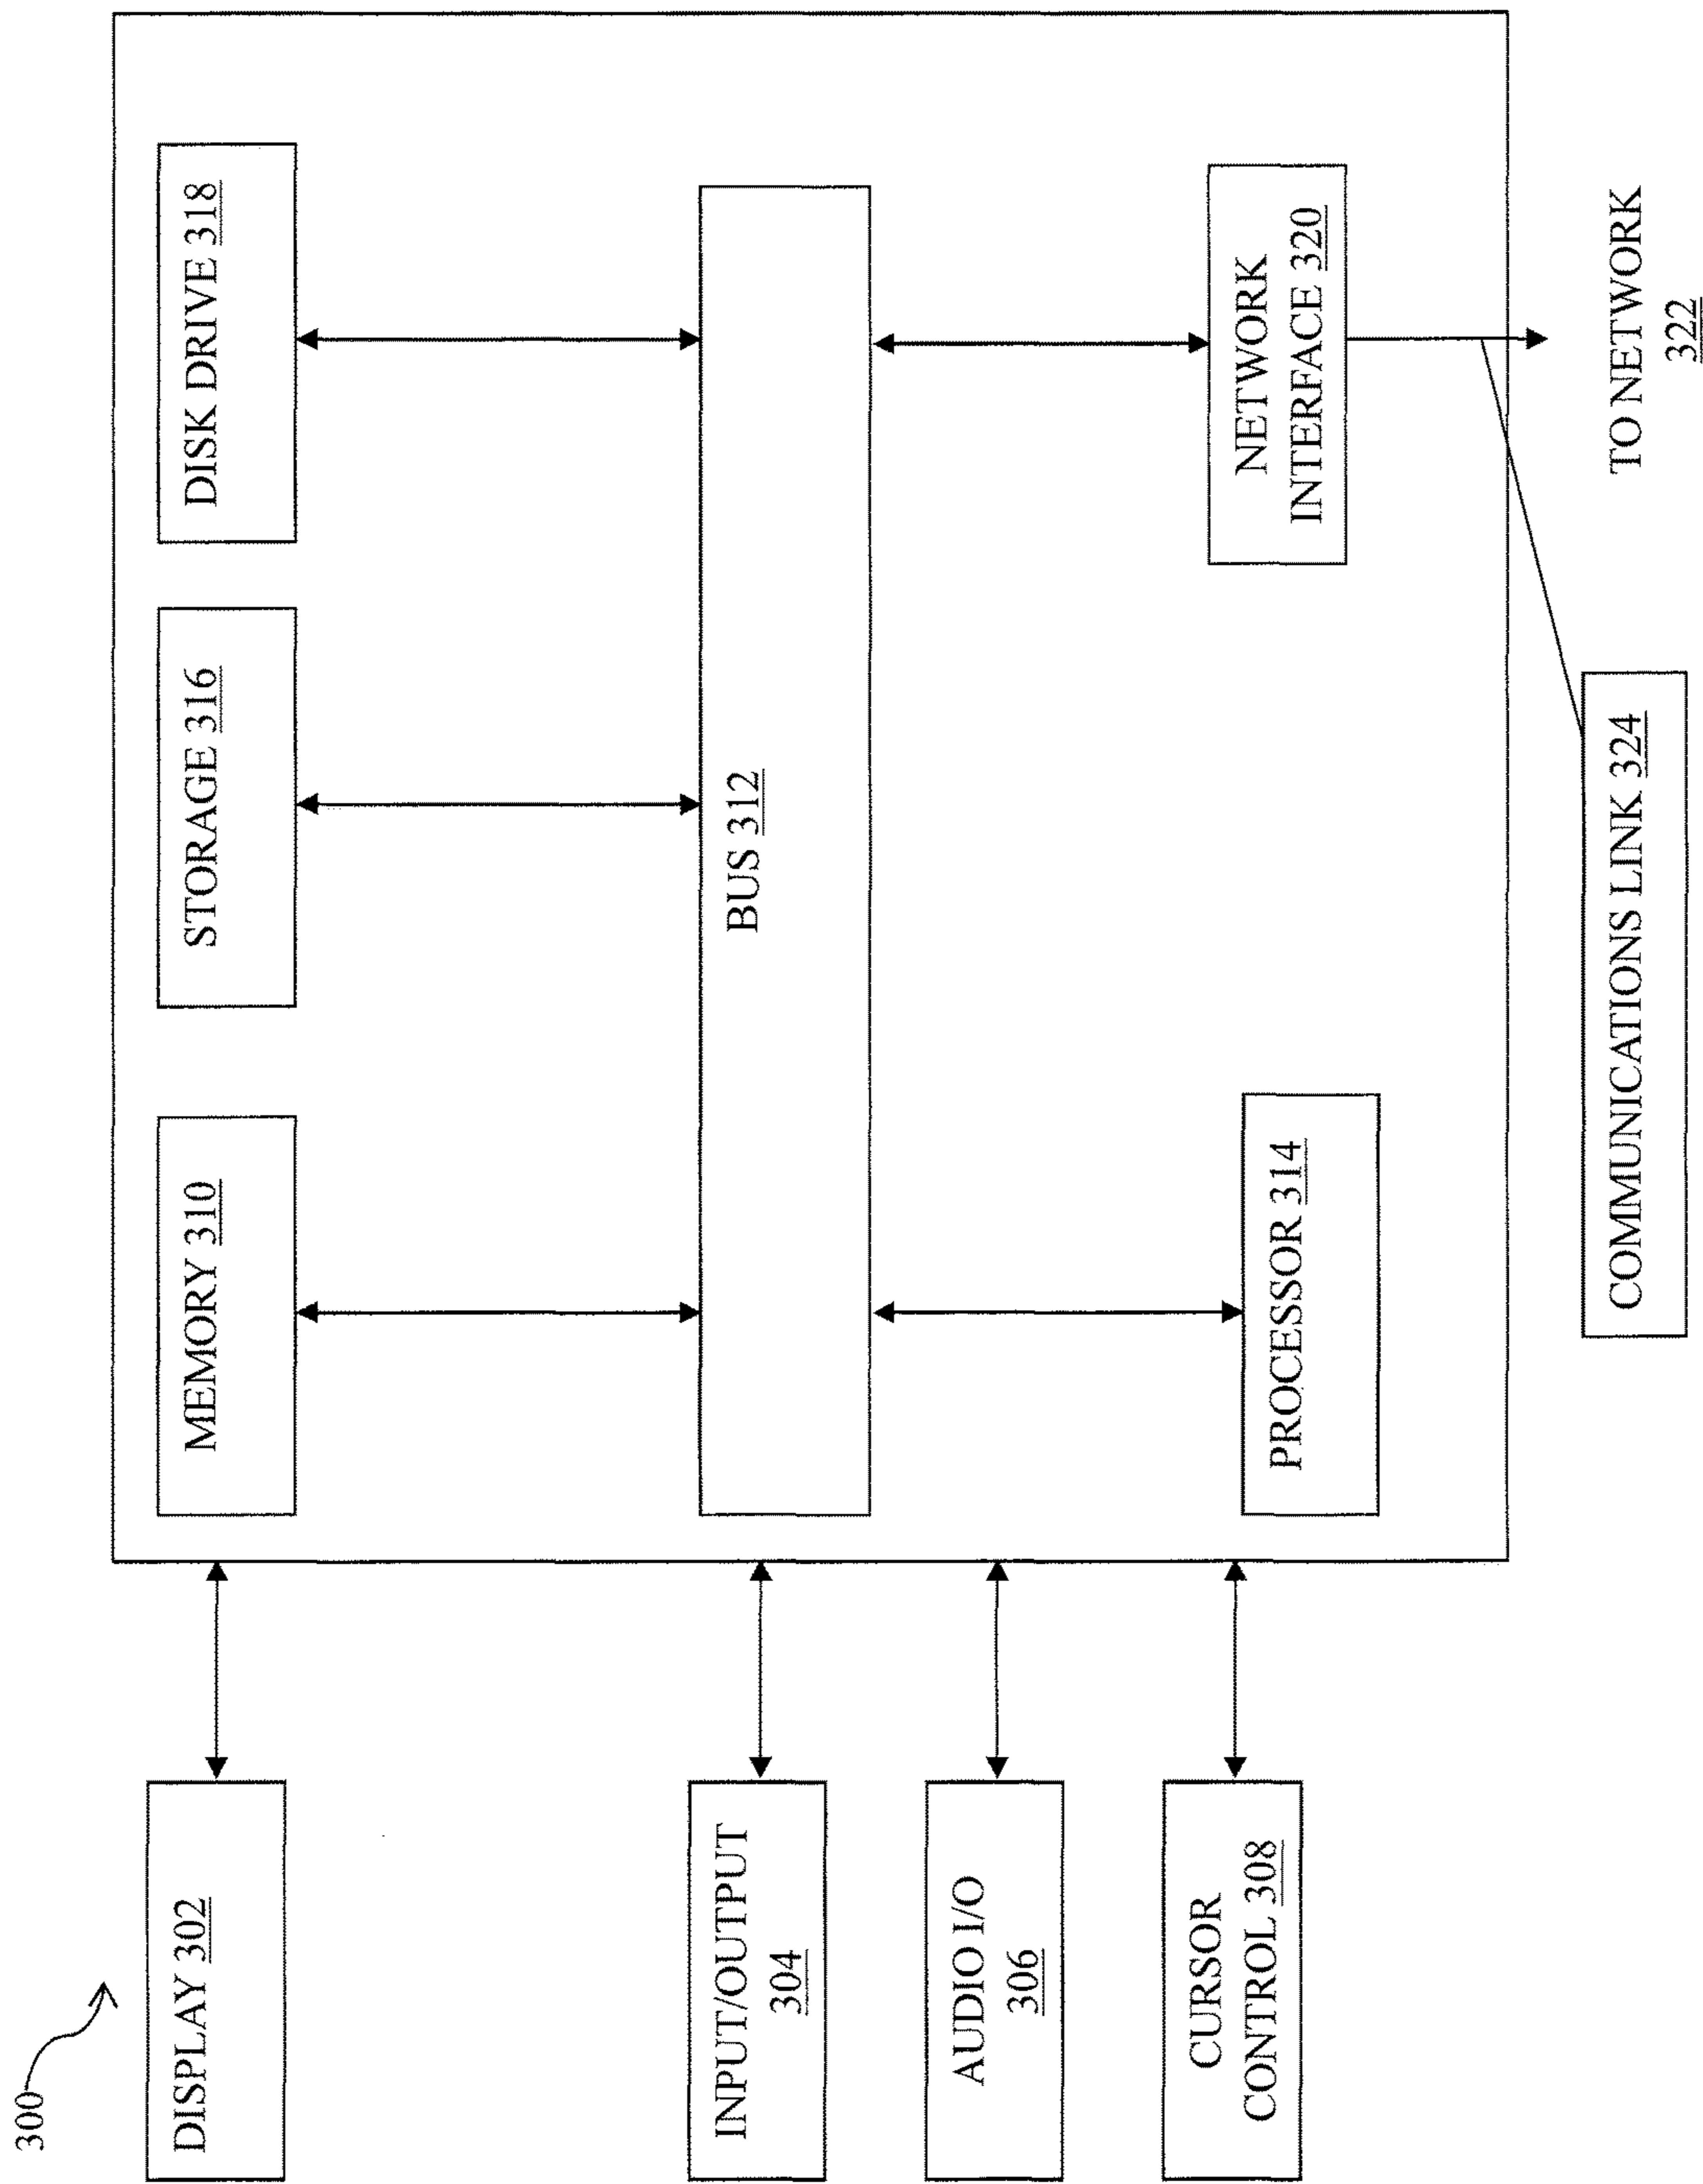 300
DISPLAY 302
MEMORY 310
STORAGE 316
DISK DRIVE 318
INPUT/OUTPUT
304
BUS 312
AUDIO I/O
306
CURSOR
CONTROL 308
PROCESSOR 314
NETWORK
INTERFACE 320
COMMUNICATIONS LINK 324
TO NETWORK
322